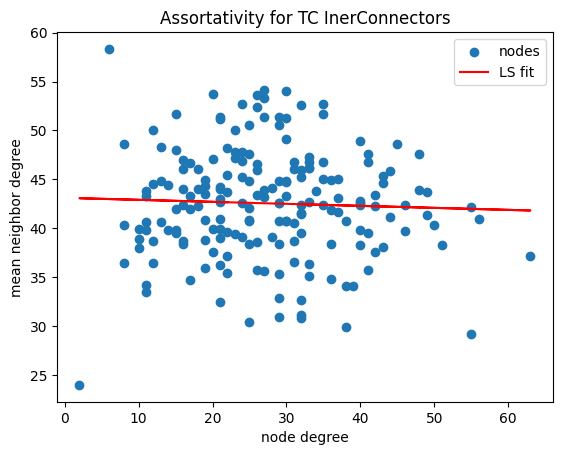 Assortativity for TC InerConnectors
nodes
LS fit
mean neighbor degree
60
55
50
45
40
35
30
25
0 10 20 30 40 50 60
node degree